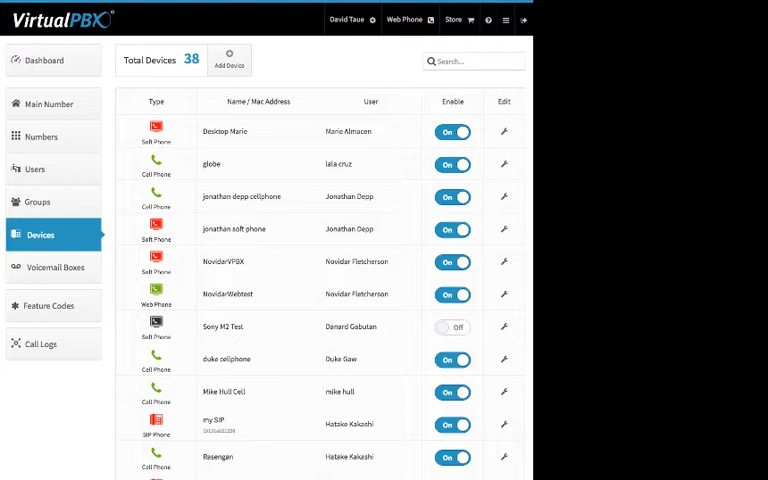 VirtualPBX
David Taue
Web Phone
Store
Dashboard
Main Number
Numbers
Users
Groups
Devices
Voicemail Boxes
Feature Codes
Call Logs
Total Devices 38
Add Device
Search...
Type Name / Mac Address User Enable Edit
Soft Phone Desktop Marie Marie Almacen On
Cell Phone globe lala cruz On
Cell Phone jonathan depp cellphone Jonathan Depp On
Soft Phone jonathan soft phone Jonathan Depp On
Soft Phone NovidarVPBX Novidar Fletcherson On
Web Phone NovidarWebtest Novidar Fletcherson On
Soft Phone Sony M2 Test Danard Gabutan Off
Cell Phone duke cellphone Duke Gaw On
Cell Phone Mike Hull Cell mike hull On
SIP Phone my SIP Hatake Kakashi On
Cell Phone Rasengan Hatake Kakashi On